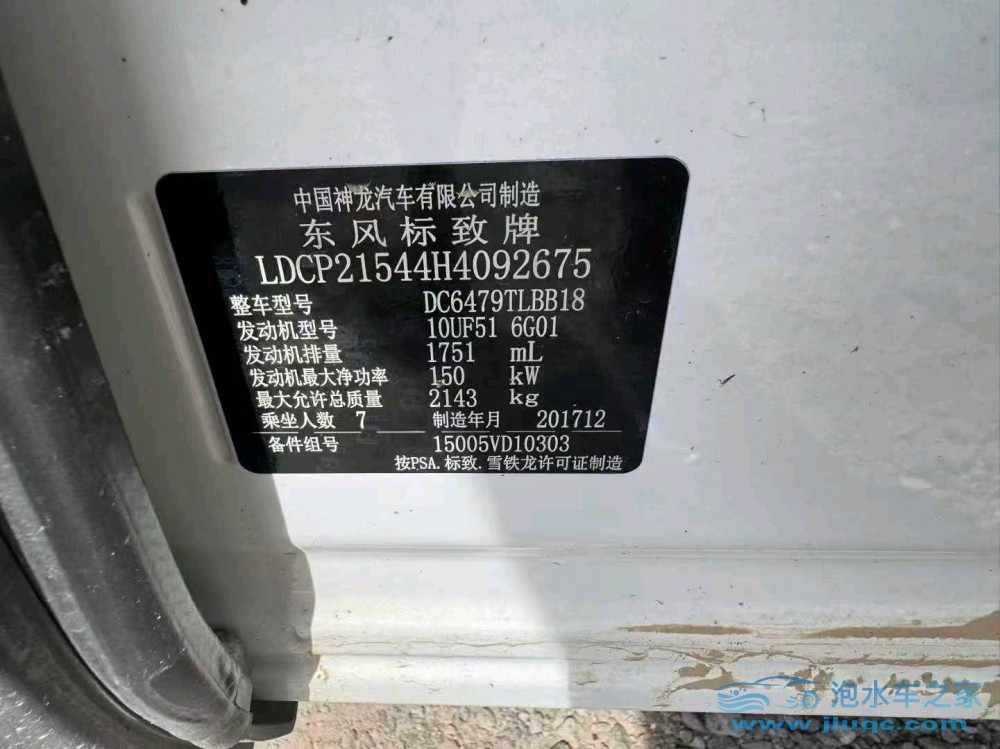 中国神龙汽车有限公司制造
东风标致牌
LDCP21544H4092675
整车型号 DC6479TLBB18
发动机型号 10UF51 6G01
发动机排量 1751 mL
发动机最大净功率 150 kW
最大允许总质量 2143 kg
乘坐人数 7 制造年月 201712
备件组号 15005VD10303
按PSA.标致.雪铁龙许可证制造
泡水车之家
www.jluqc.com